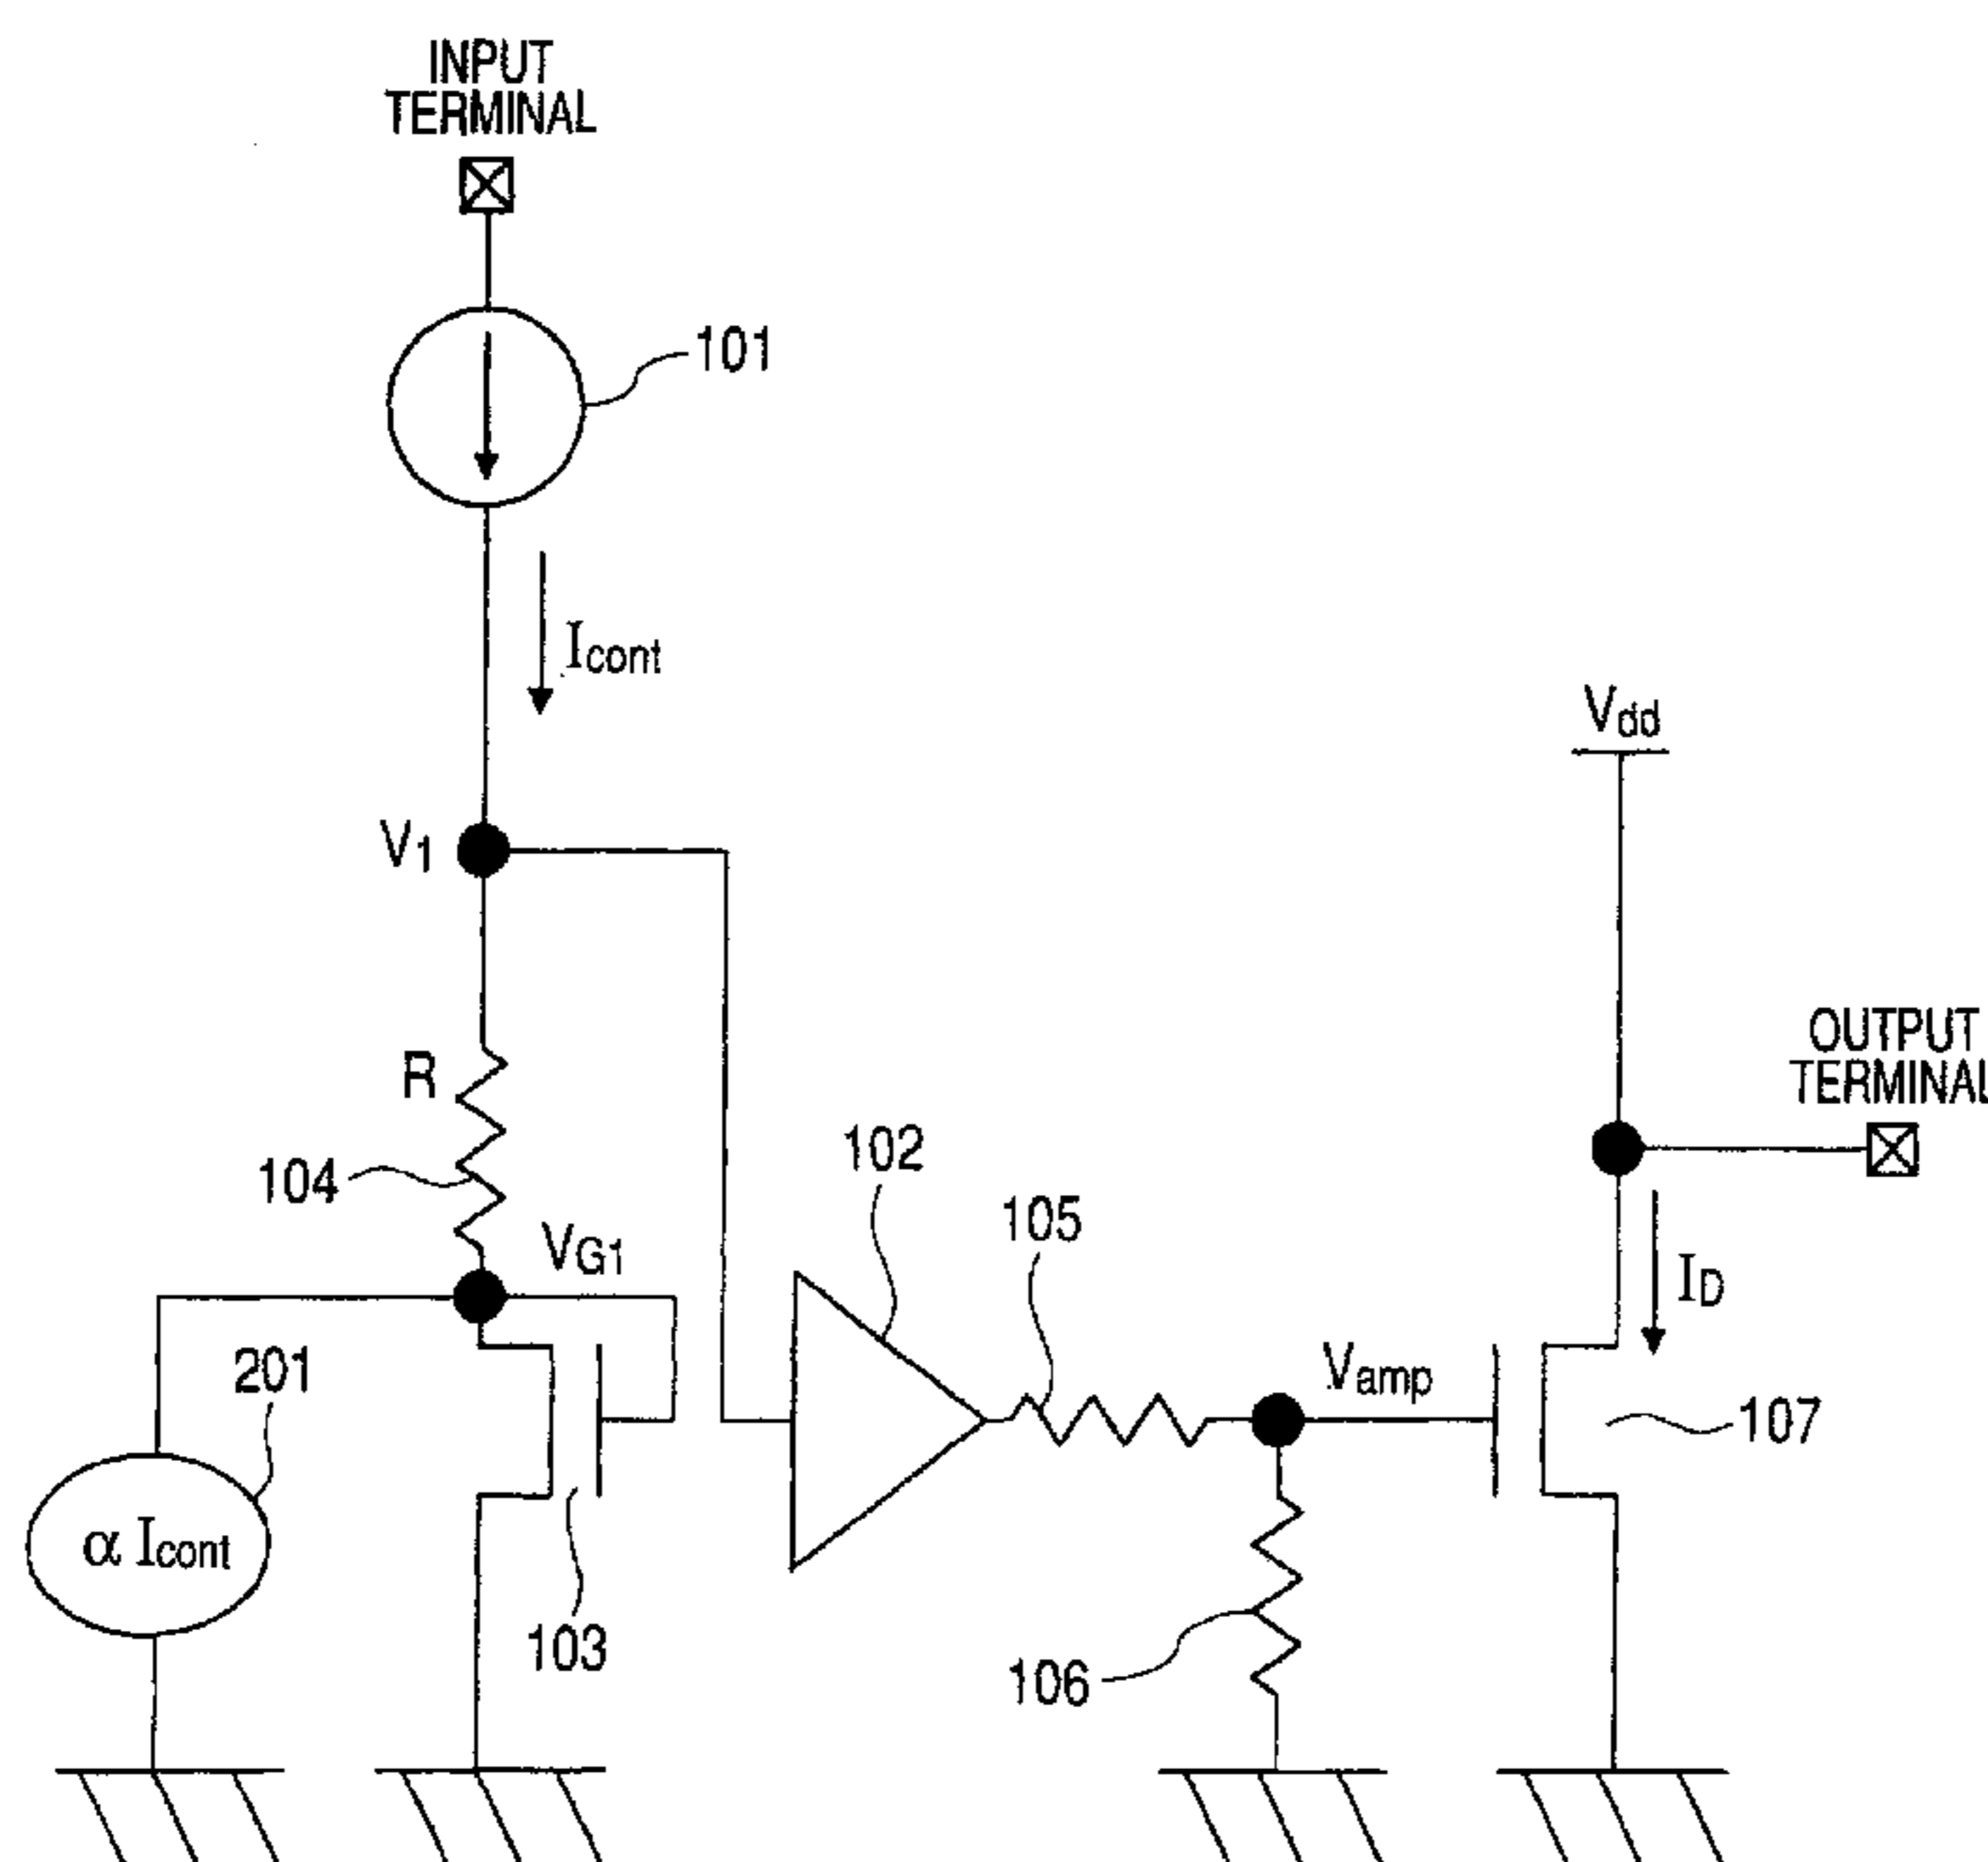 INPUT
TERMINAL
101
Icont
Vdd
V1
OUTPUT
TERMINAL
R
102
104
105
VG1
ID
201
Vamp
107
α Icont
103
106